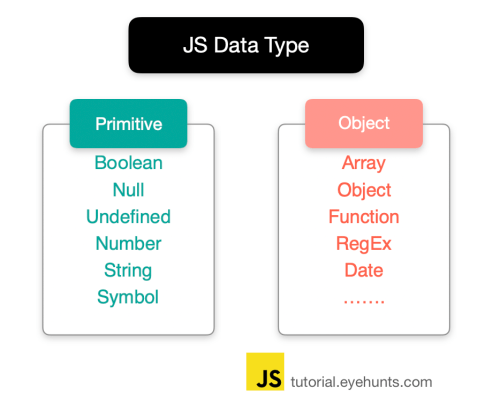 JS Data Type
Primitive
Boolean
Null
Undefined
Number
String
Symbol
Object
Array
Object
Function
RegEx
Date
.......
JS tutorial.eyehunts.com